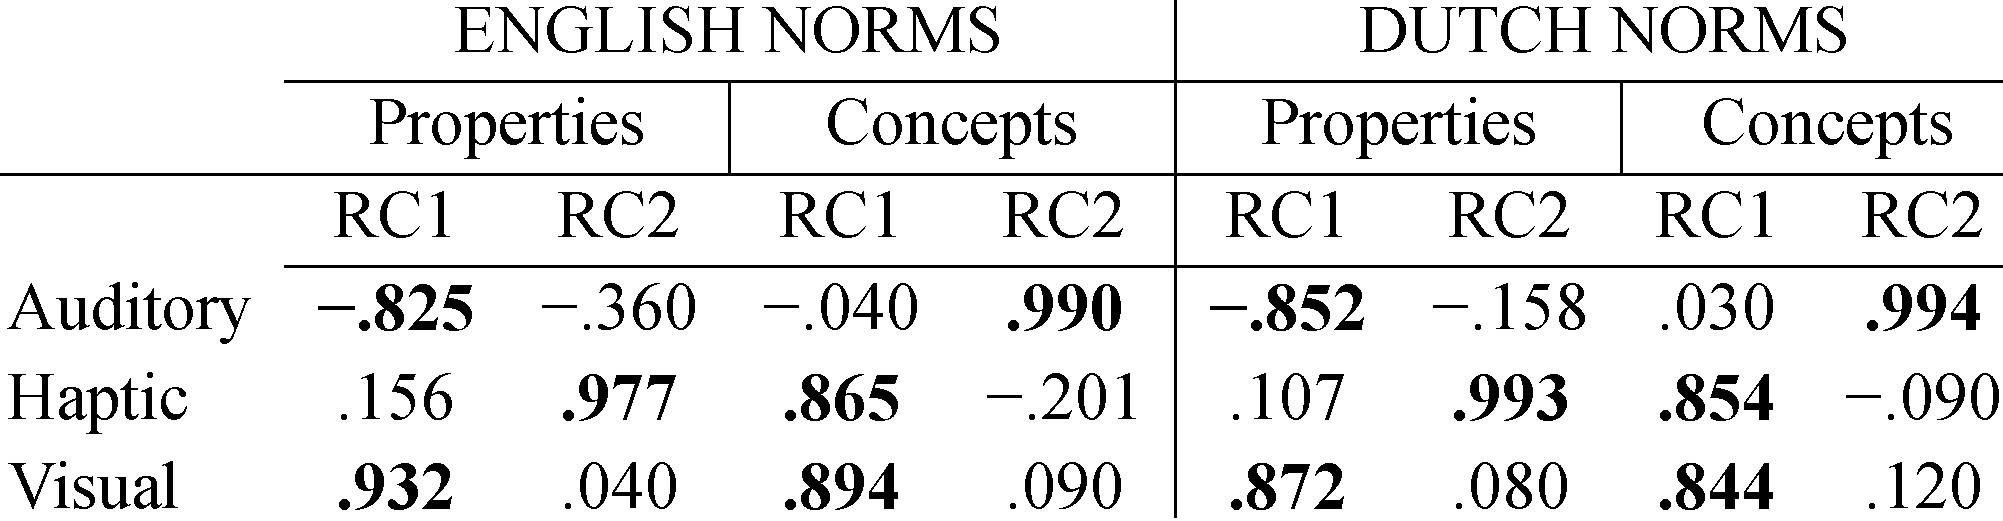 ENGLISH NORMS DUTCH NORMS
Properties Concepts Properties Concepts
RC1 RC2 RC1 RC2 RC1 RC2 RC1 RC2
Auditory −.825 −.360 −.040 .990 −.852 −.158 .030 .994
Haptic .156 .977 .865 −.201 .107 .993 .854 −.090
Visual .932 .040 .894 .090 .872 .080 .844 .120